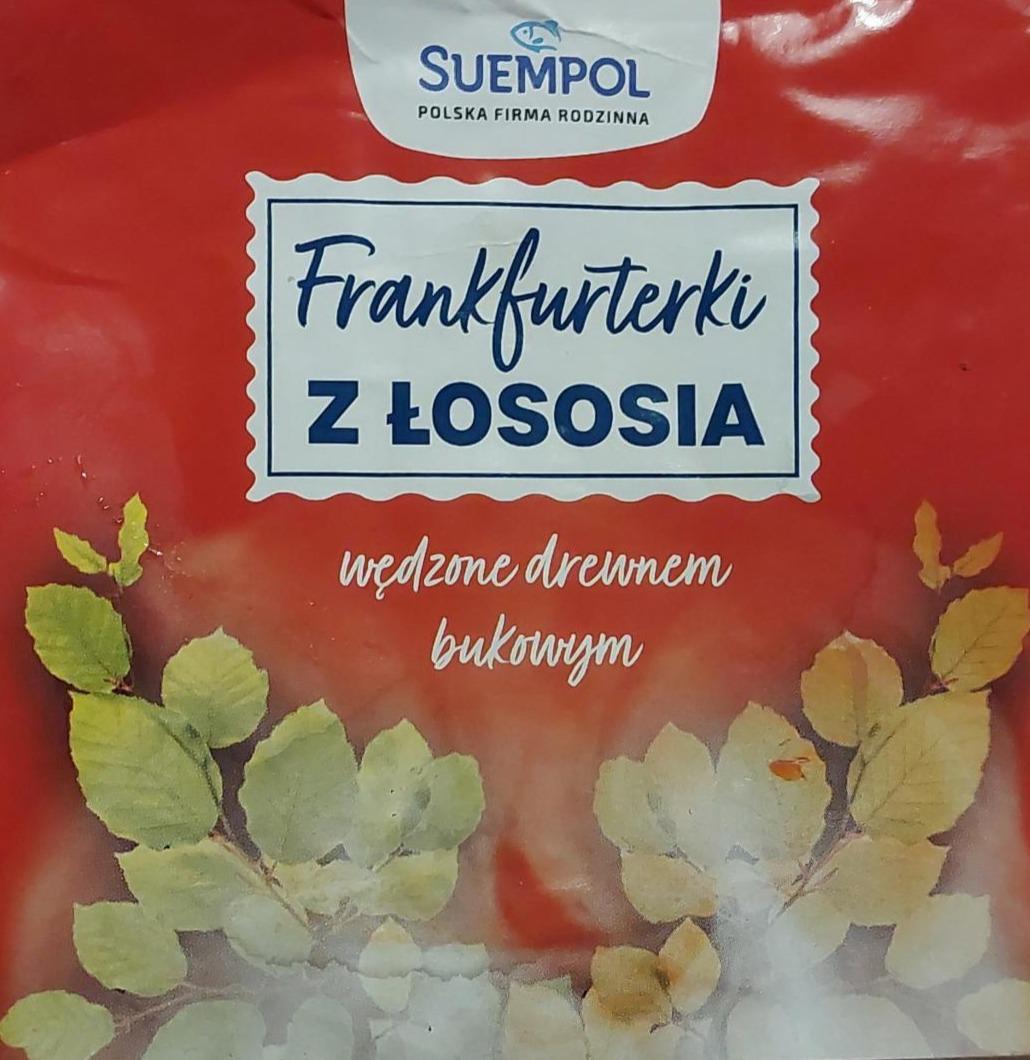 SUEMPOL
POLSKA FIRMA RODZINNA
Frankfurterki
Z ŁOSOSIA
wędzone drewnem
bukowym